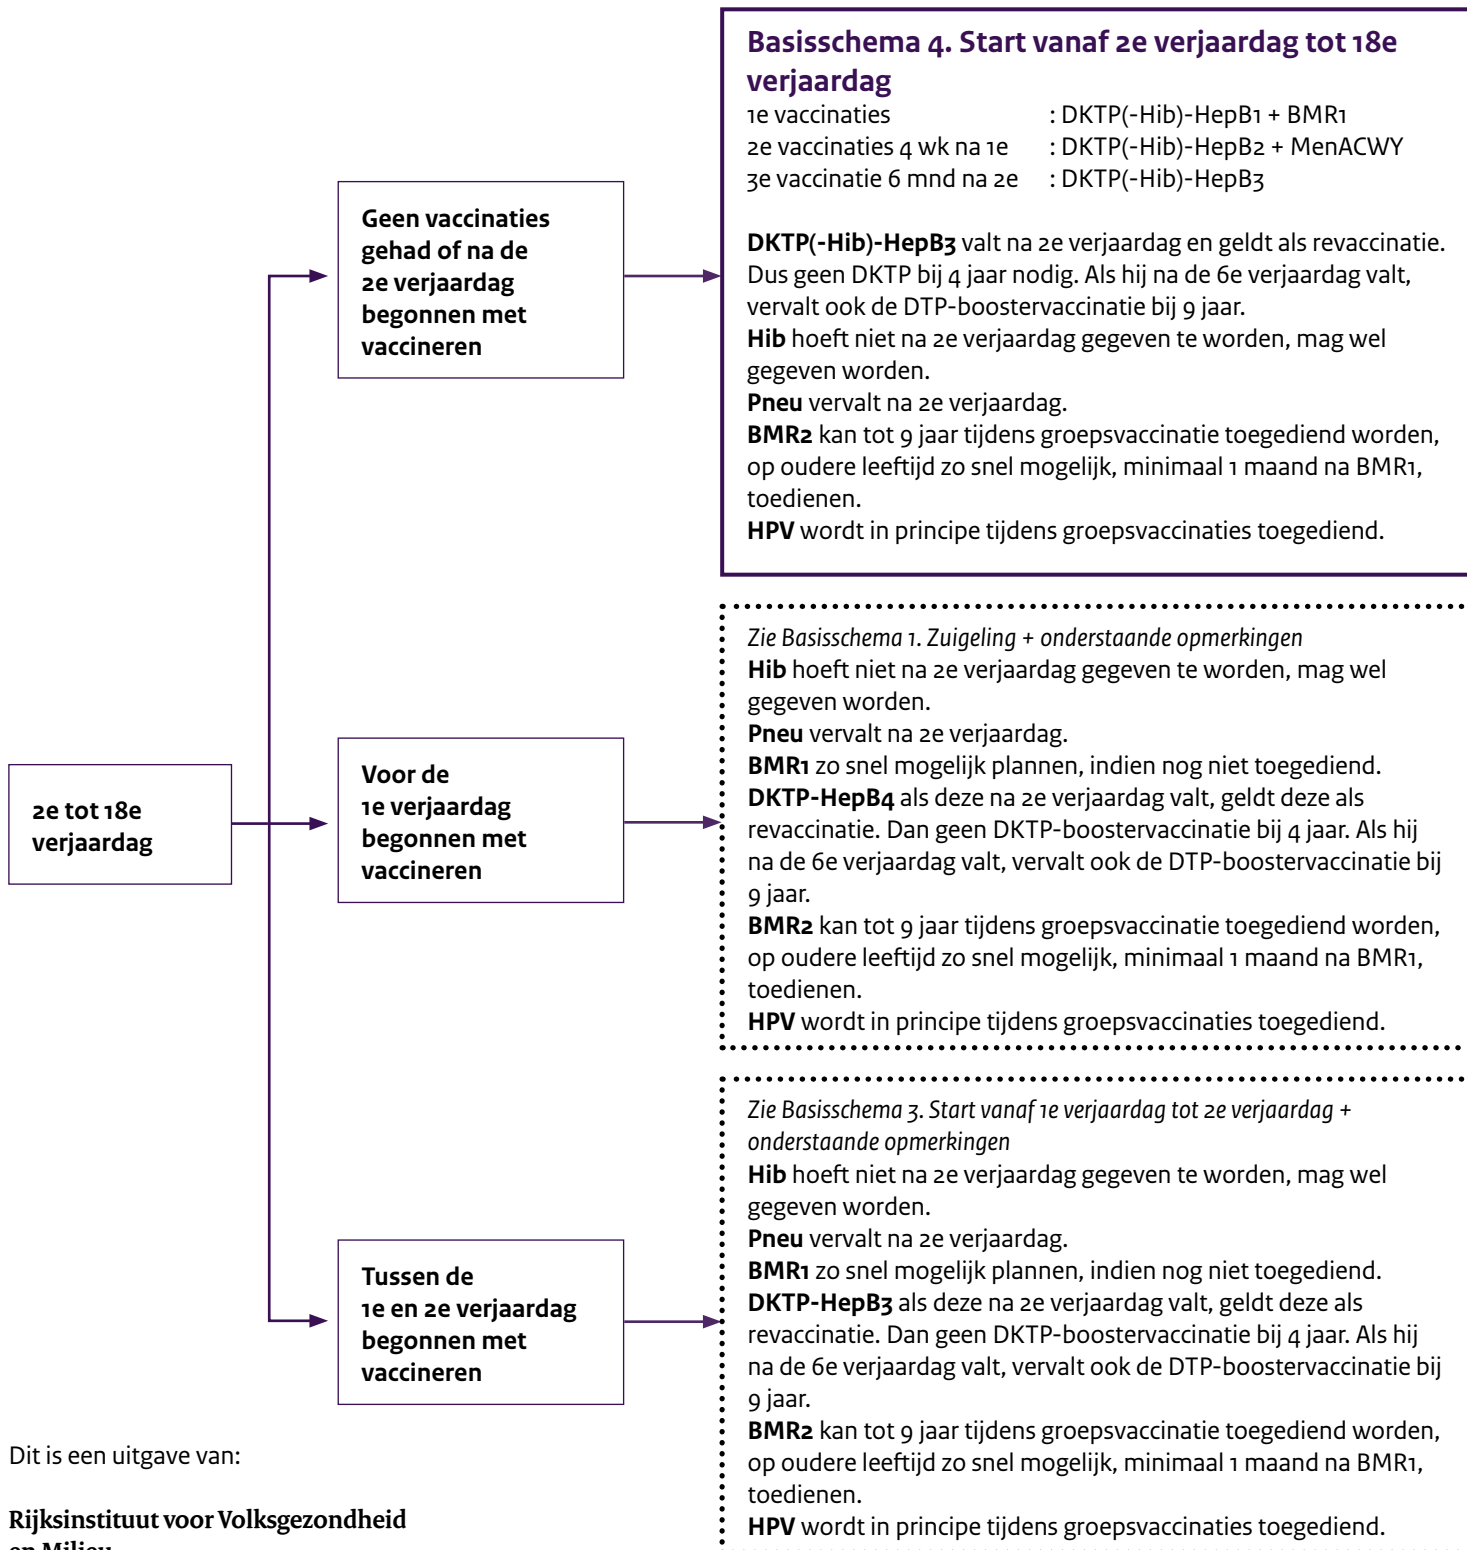 2e tot 18e
verjaardag
Geen vaccinaties
gehad of na de
2e verjaardag
begonnen met
vaccineren
Basisschema 4. Start vanaf 2e verjaardag tot 18e
verjaardag
1e vaccinaties : DKTP(-Hib)-HepB1 + BMR1
2e vaccinaties 4 wk na 1e : DKTP(-Hib)-HepB2 + MenACWY
3e vaccinatie 6 mnd na 2e : DKTP(-Hib)-HepB3
DKTP(-Hib)-HepB3 valt na 2e verjaardag en geldt als revaccinatie.
Dus geen DKTP bij 4 jaar nodig. Als hij na de 6e verjaardag valt,
vervalt ook de DTP-boostervaccinatie bij 9 jaar.
Hib hoeft niet na 2e verjaardag gegeven te worden, mag wel
gegeven worden.
Pneu vervalt na 2e verjaardag.
BMR2 kan tot 9 jaar tijdens groepsvaccinatie toegediend worden,
op oudere leeftijd zo snel mogelijk, minimaal 1 maand na BMR1,
toedienen.
HPV wordt in principe tijdens groepsvaccinaties toegediend.
Voor de
1e verjaardag
begonnen met
vaccineren
Zie Basisschema 1. Zuigeling + onderstaande opmerkingen
Hib hoeft niet na 2e verjaardag gegeven te worden, mag wel
gegeven worden.
Pneu vervalt na 2e verjaardag.
BMR1 zo snel mogelijk plannen, indien nog niet toegediend.
DKTP-HepB4 als deze na 2e verjaardag valt, geldt deze als
revaccinatie. Dan geen DKTP-boostervaccinatie bij 4 jaar. Als hij
na de 6e verjaardag valt, vervalt ook de DTP-boostervaccinatie bij
9 jaar.
BMR2 kan tot 9 jaar tijdens groepsvaccinatie toegediend worden,
op oudere leeftijd zo snel mogelijk, minimaal 1 maand na BMR1,
toedienen.
HPV wordt in principe tijdens groepsvaccinaties toegediend.
Tussen de
1e en 2e verjaardag
begonnen met
vaccineren
Zie Basisschema 3. Start vanaf 1e verjaardag tot 2e verjaardag +
onderstaande opmerkingen
Hib hoeft niet na 2e verjaardag gegeven te worden, mag wel
gegeven worden.
Pneu vervalt na 2e verjaardag.
BMR1 zo snel mogelijk plannen, indien nog niet toegediend.
DKTP-HepB3 als deze na 2e verjaardag valt, geldt deze als
revaccinatie. Dan geen DKTP-boostervaccinatie bij 4 jaar. Als hij
na de 6e verjaardag valt, vervalt ook de DTP-boostervaccinatie bij
9 jaar.
BMR2 kan tot 9 jaar tijdens groepsvaccinatie toegediend worden,
op oudere leeftijd zo snel mogelijk, minimaal 1 maand na BMR1,
toedienen.
HPV wordt in principe tijdens groepsvaccinaties toegediend.
Dit is een uitgave van:
Rijksinstituut voor Volksgezondheid
en Milieu